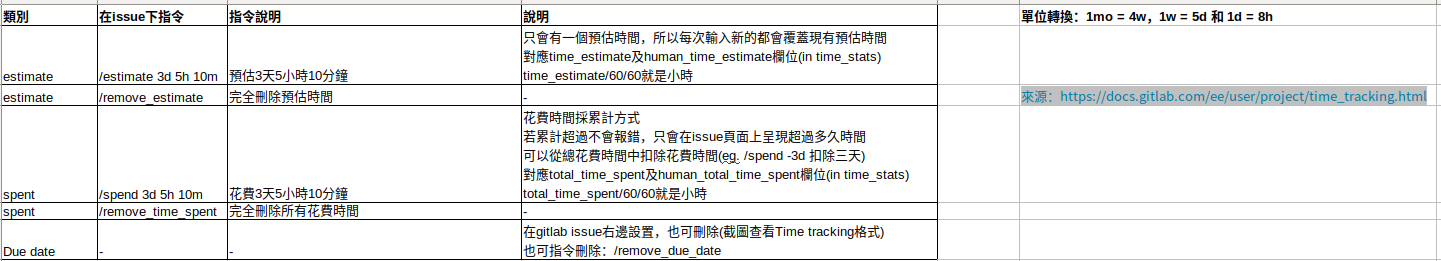 類別 在issue下指令 指令說明 說明 單位轉換：1mo = 4w，1w = 5d 和 1d = 8h
只會有一個預估時間，所以每次輸入新的都會覆蓋現有預估時間
對應time_estimate及human_time_estimate欄位(in time_stats)
estimate /estimate 3d 5h 10m 預估3天5小時10分鐘 time_estimate/60/60就是小時
estimate /remove_estimate 完全刪除預估時間 - 來源：https://docs.gitlab.com/ee/user/project/time_tracking.html
花費時間採累計方式
若累計超過不會報錯，只會在issue頁面上呈現超過多久時間
可以從總花費時間中扣除花費時間(eg. /spend -3d 扣除三天)
對應total_time_spent及human_total_time_spent欄位(in time_stats)
spent /spend 3d 5h 10m 花費3天5小時10分鐘 total_time_spent/60/60就是小時
spent /remove_time_spent 完全刪除所有花費時間 -
在gitlab issue右邊設置，也可刪除(截圖查看Time tracking格式)
Due date - - 也可指令刪除：/remove_due_date